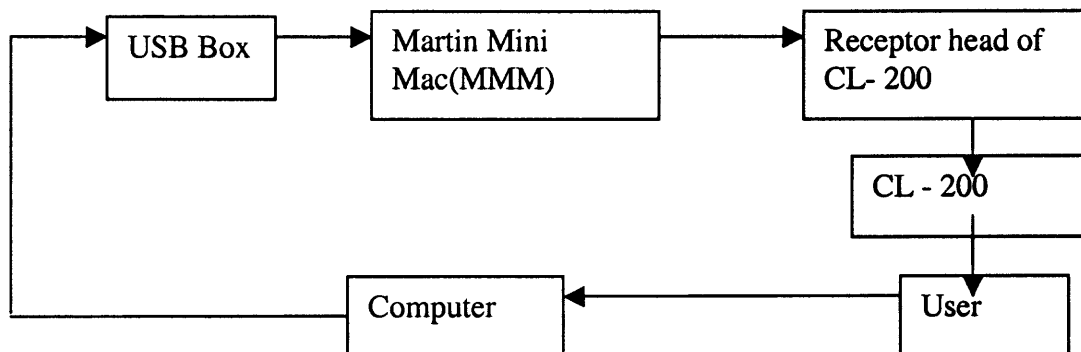 USB Box
Martin Mini
Mac(MMM)
Receptor head of
CL- 200
CL - 200
Computer
User